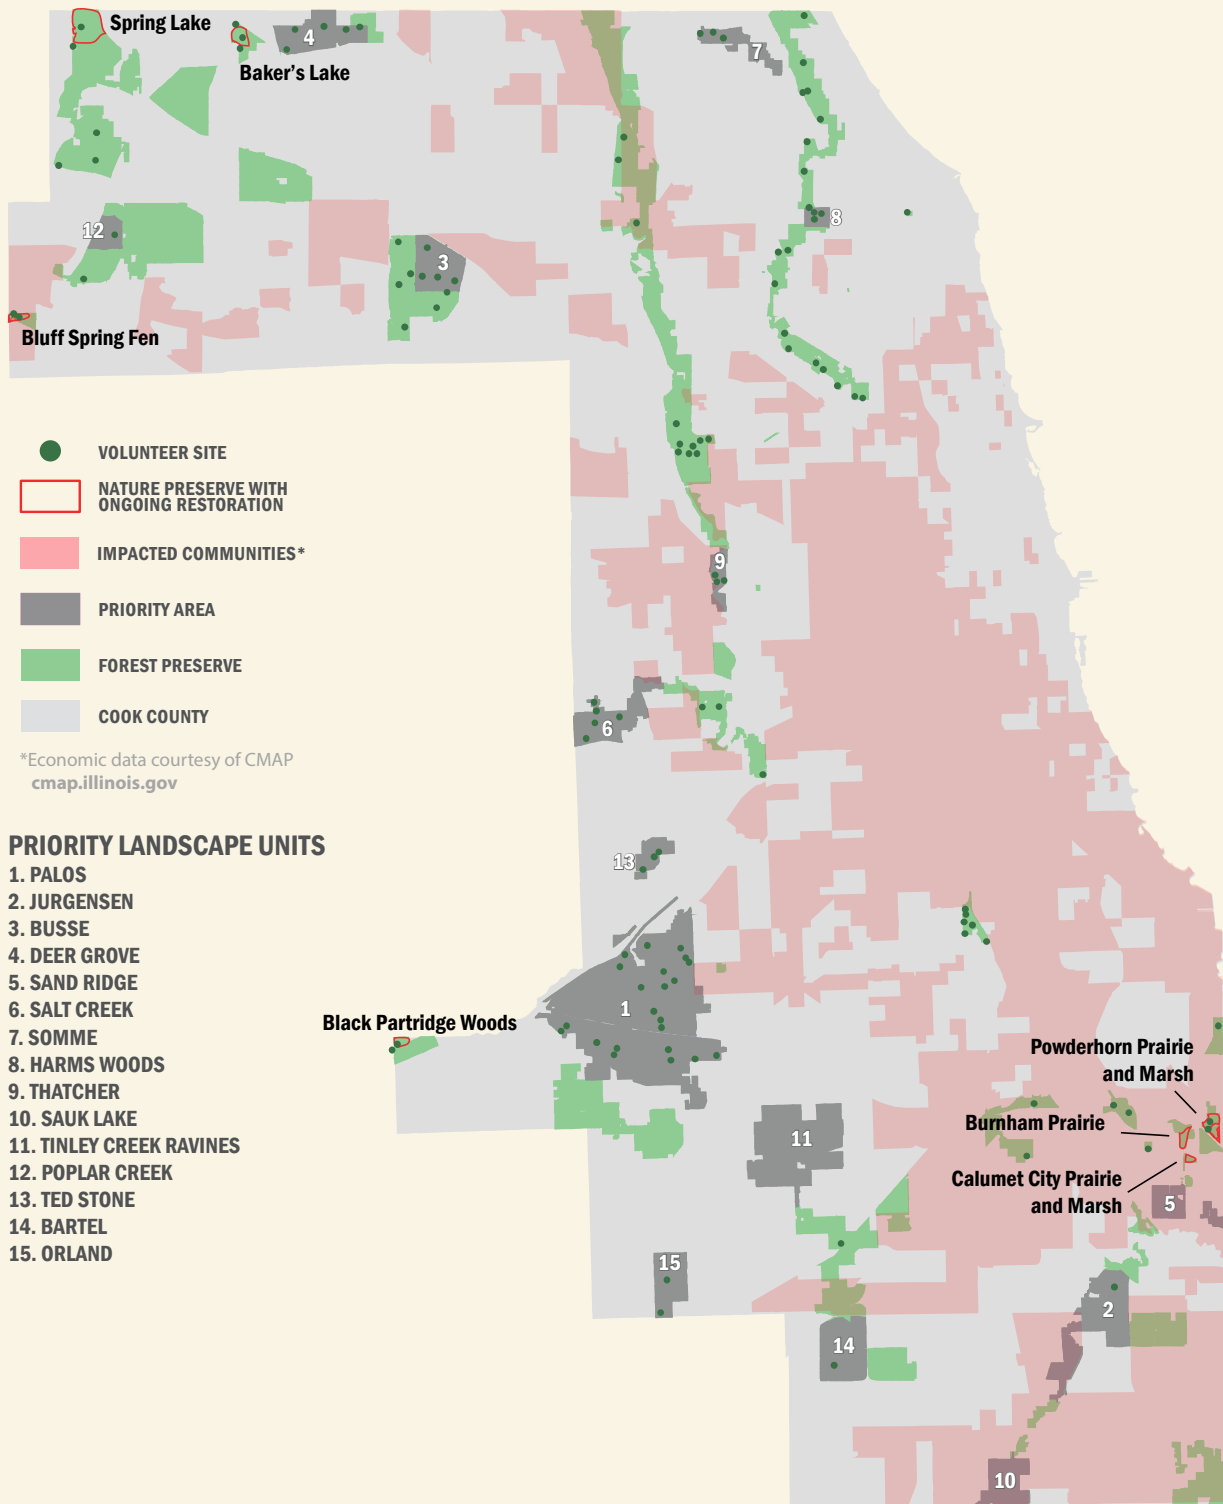 Spring Lake
Baker's Lake
4
7
12
3
8
Bluff Spring Fen
VOLUNTEER SITE
NATURE PRESERVE WITH
ONGOING RESTORATION
IMPACTED COMMUNITIES*
PRIORITY AREA
FOREST PRESERVE
COOK COUNTY
*Economic data courtesy of CMAP
cmap.illinois.gov
9
6
13
PRIORITY LANDSCAPE UNITS
1. PALOS
2. JURGENSEN
3. BUSSE
4. DEER GROVE
5. SAND RIDGE
6. SALT CREEK
7. SOMME
8. HARMS WOODS
9. THATCHER
10. SAUK LAKE
11. TINLEY CREEK RAVINES
12. POPLAR CREEK
13. TED STONE
14. BARTEL
15. ORLAND
1
Black Partridge Woods
Powderhorn Prairie
and Marsh
Burnham Prairie
11
Calumet City Prairie
and Marsh
5
15
2
14
10